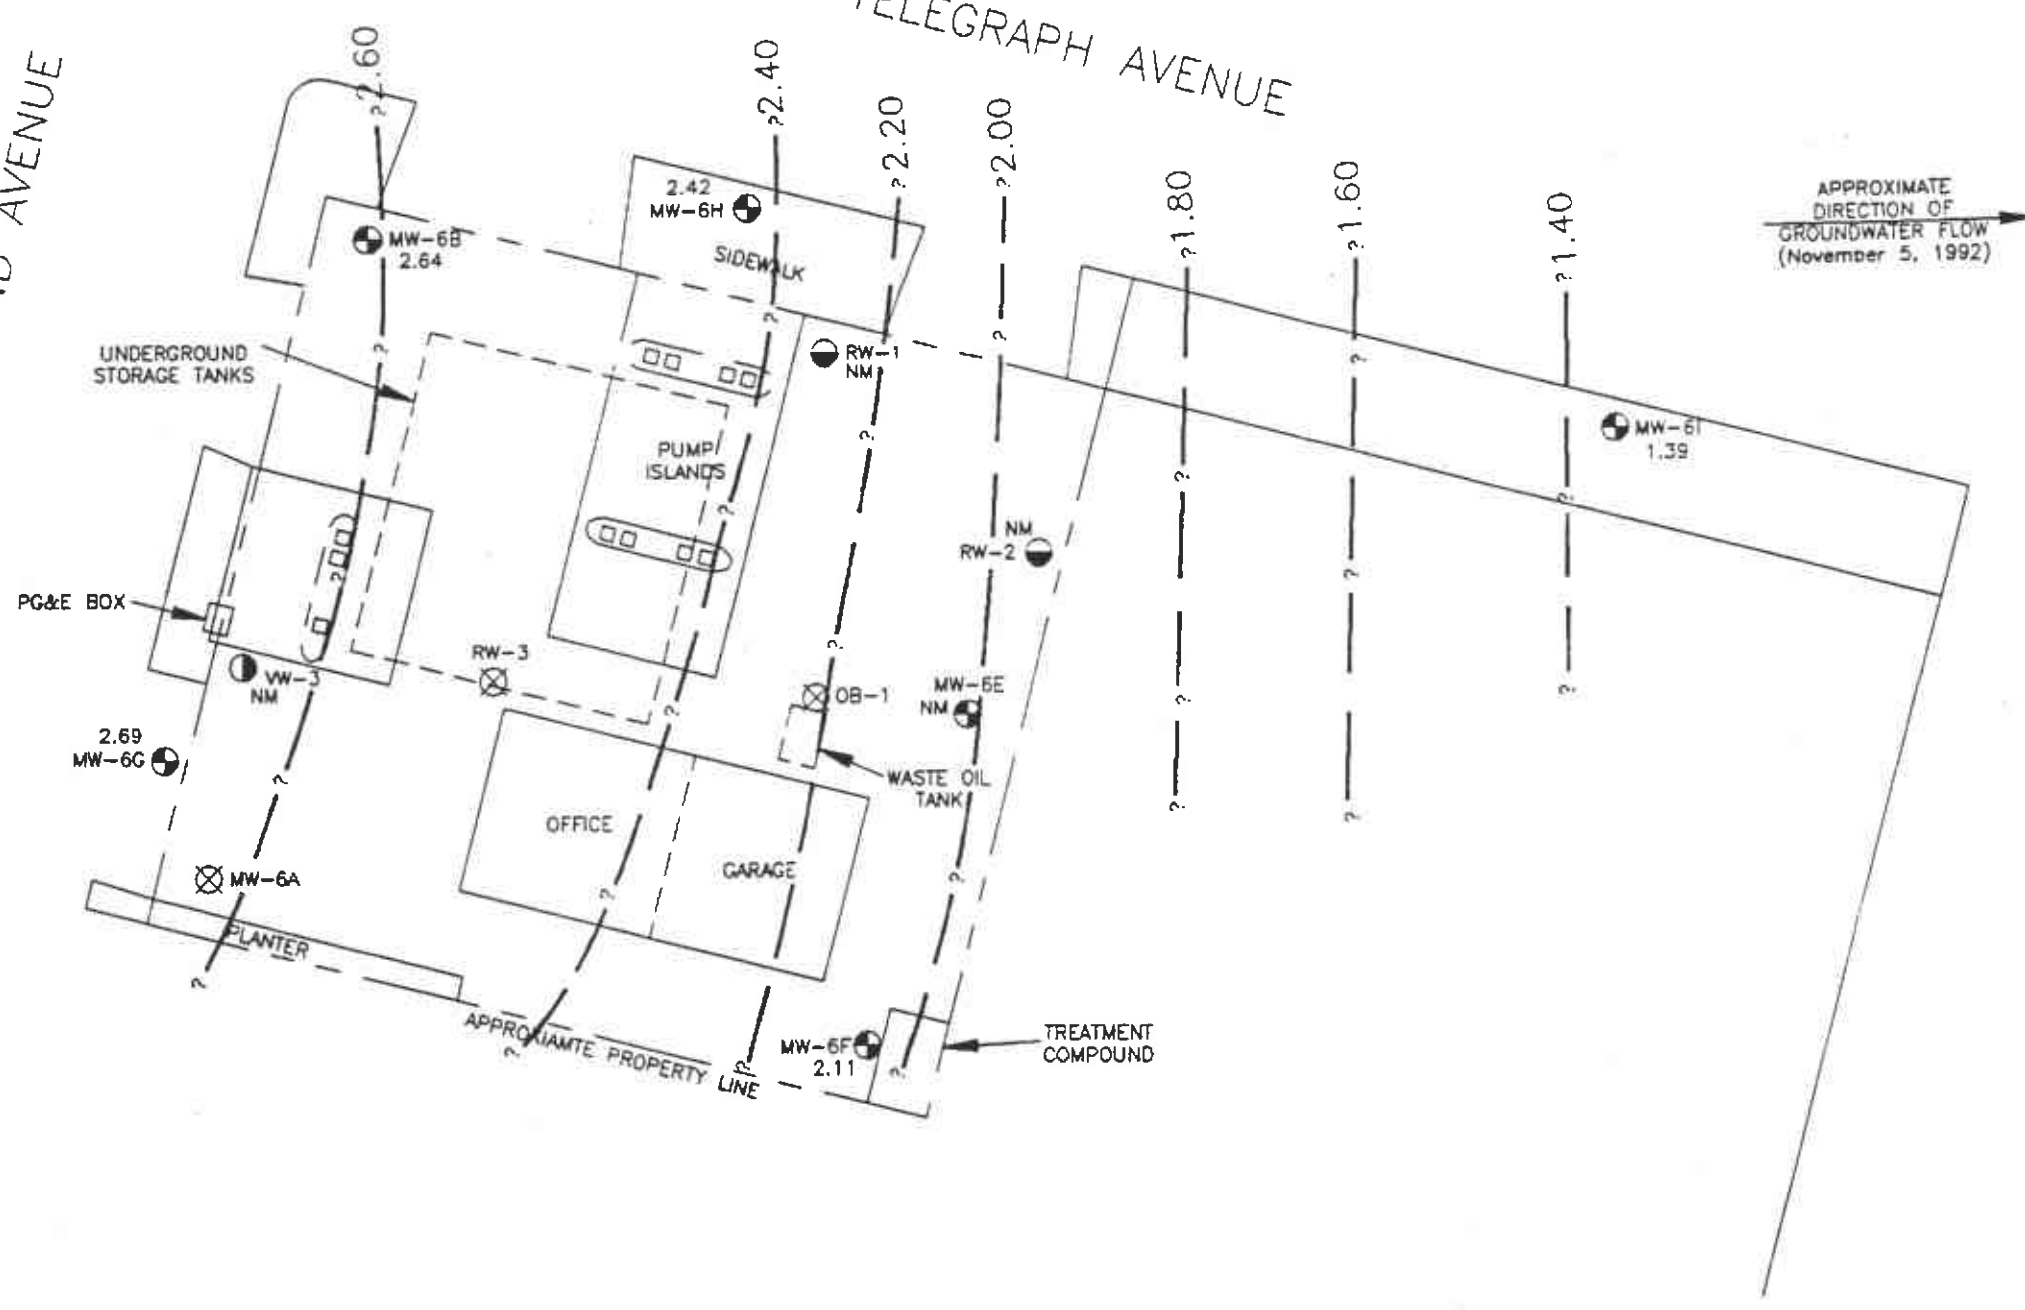 TELEGRAPH AVENUE
AVENUE
?2.60
?2.40
?2.20
?2.00
?1.80
?1.60
?1.40
APPROXIMATE
DIRECTION OF
GROUNDWATER FLOW
(November 5, 1992)
2.42
MW-6H
SIDEWALK
MW-6B
2.64
UNDERGROUND
STORAGE TANKS
RW-1
NM
PUMP
ISLANDS
MW-6I
1.39
NM
RW-2
PG&E BOX
VW-3
NM
RW-3
OB-1
MW-6E
NM
2.69
MW-6G
WASTE OIL
TANK
OFFICE
GARAGE
MW-6A
PLANTER
APPROXIAMTE PROPERTY LINE
MW-6F
2.11
TREATMENT
COMPOUND